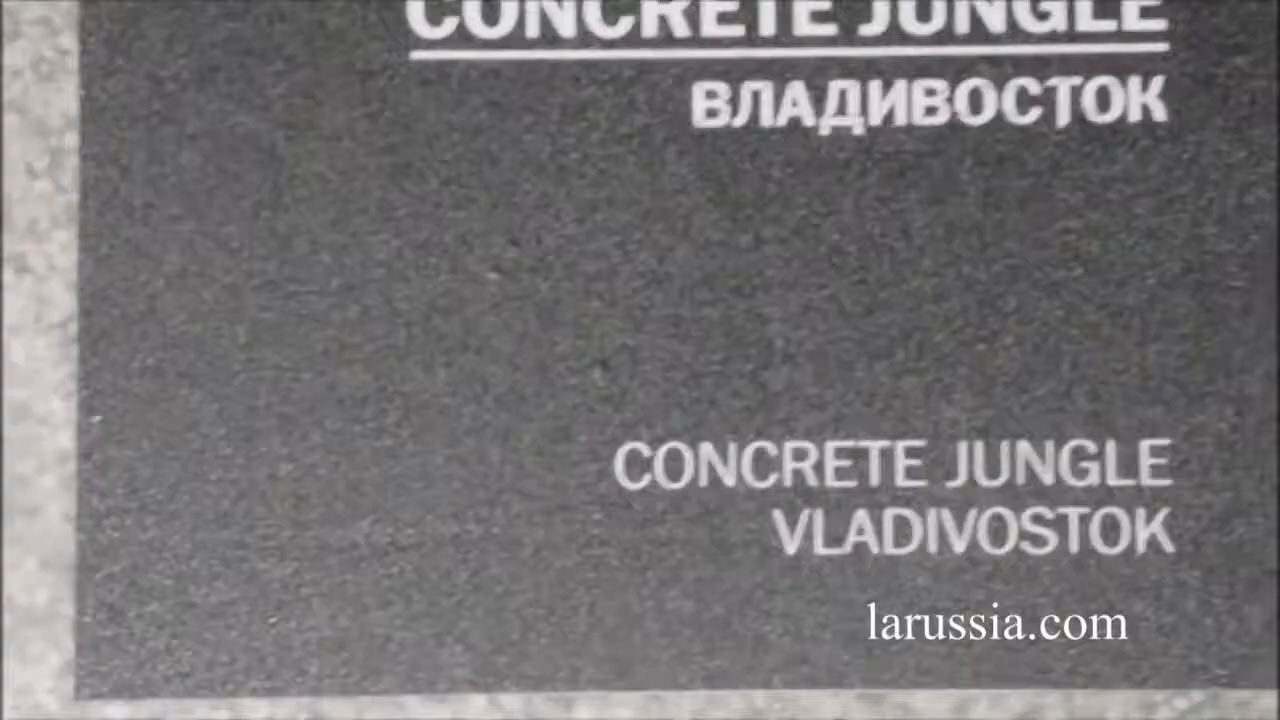 CONCRETE JUNGLE
ВЛАДИВОСТОК
CONCRETE JUNGLE
VLADIVOSTOK
larussia.com